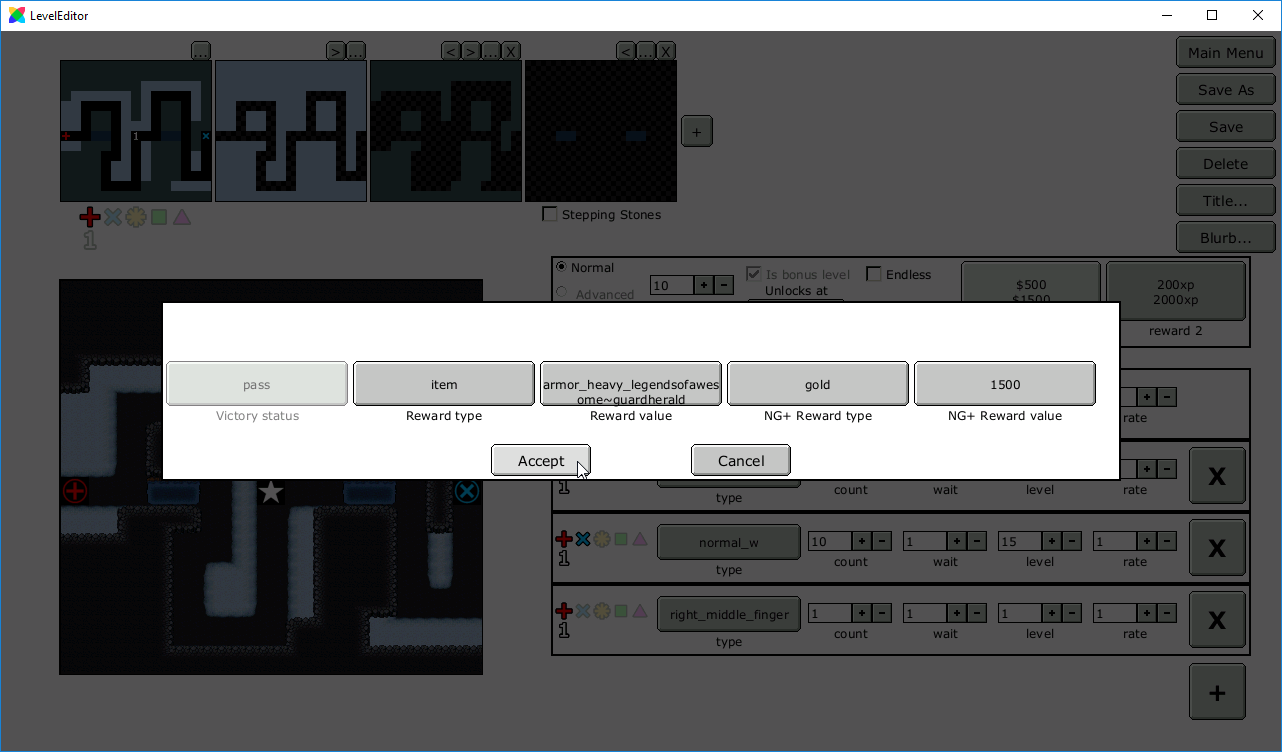 LevelEditor
...
> ...
< > ... X
< ... X
+
1
1
Stepping Stones
Main Menu
Save As
Save
Delete
Title...
Blurb...
Normal
Advanced
10 + -
Is bonus level
Endless
Unlocks at
$500
$1500
200xp
2000xp
reward 2
pass
Victory status
item
Reward type
armor_heavy_legendsofawes
ome~guardherald
Reward value
gold
NG+ Reward type
1500
NG+ Reward value
Accept
Cancel
+ -
rate
+ -
1
type
count
wait
level
rate
X
1
normal_w
type
10 + -
count
1 + -
wait
15 + -
level
1 + -
rate
X
1
right_middle_finger
type
1 + -
count
1 + -
wait
1 + -
level
1 + -
rate
X
+